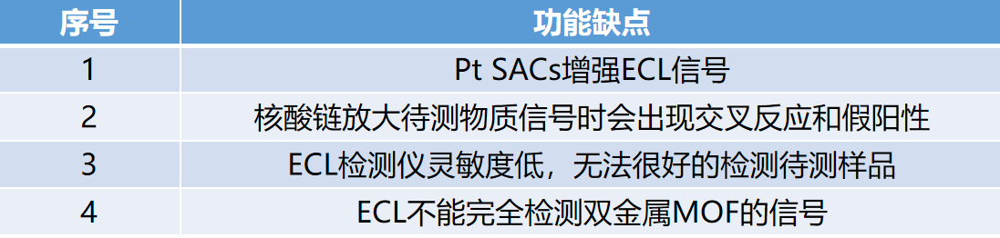 序号 功能缺点
1 Pt SACs增强ECL信号
2 核酸链放大待测物质信号时会出现交叉反应和假阳性
3 ECL检测仪灵敏度低，无法很好的检测待测样品
4 ECL不能完全检测双金属MOF的信号